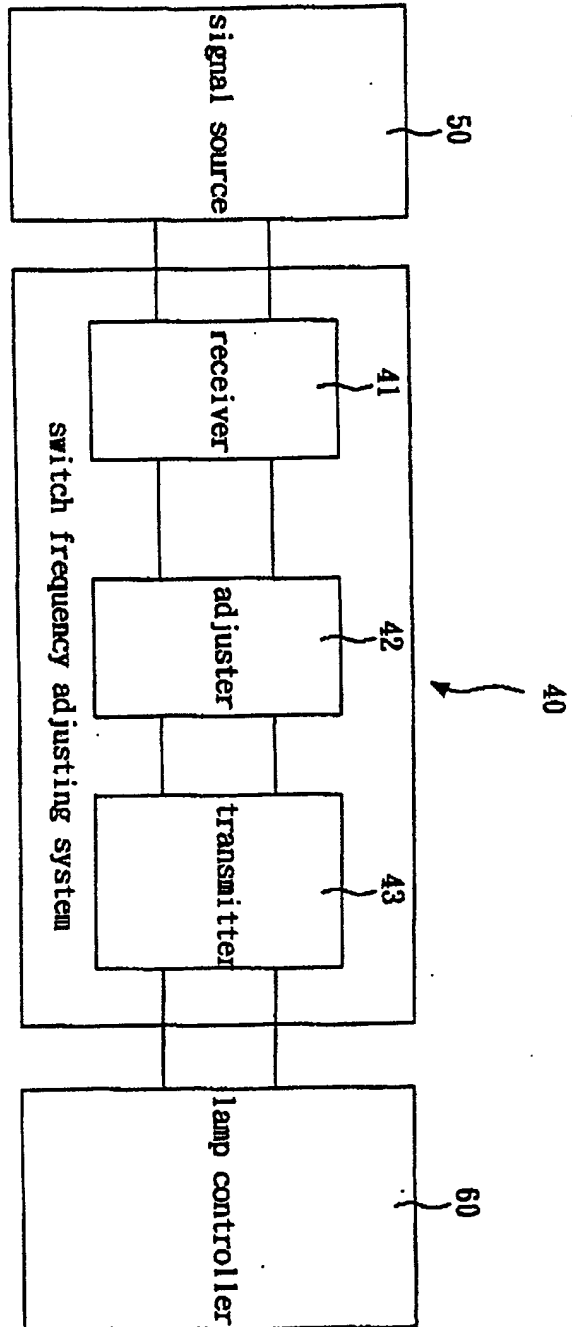 40
50
41
42
43
60
signal source
receiver
adjuster
transmitter
lamp controller
switch frequency adjusting system